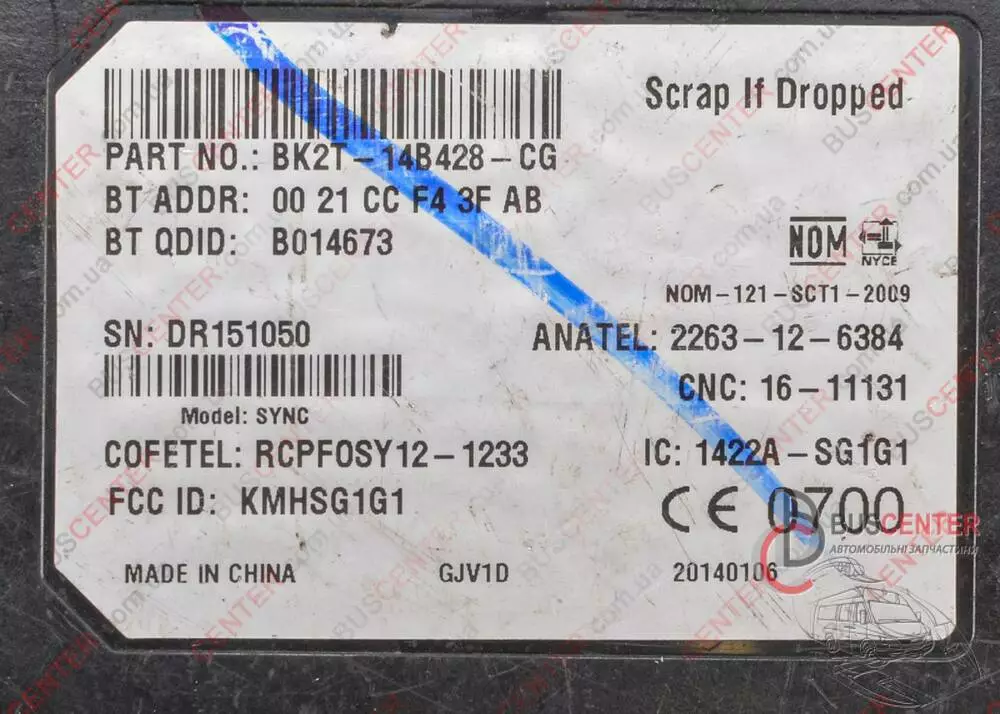 Scrap If Dropped
PART NO.: BK2T-14B428-CG
BT ADDR: 00 21 CC F4 3F AB
BT QDID: B014673
NOM NYCE
NOM-121-SCT1-2009
SN: DR151050
ANATEL: 2263-12-6384
CNC: 16-11131
Model: SYNC
COFETEL: RCPFOSY12-1233
IC: 1422A-SG1G1
FCC ID: KMHSG1G1
CE 0700
BUSCENTER
АВТОМОБІЛЬНІ ЗАПЧАСТИНИ
MADE IN CHINA GJV1D 20140106